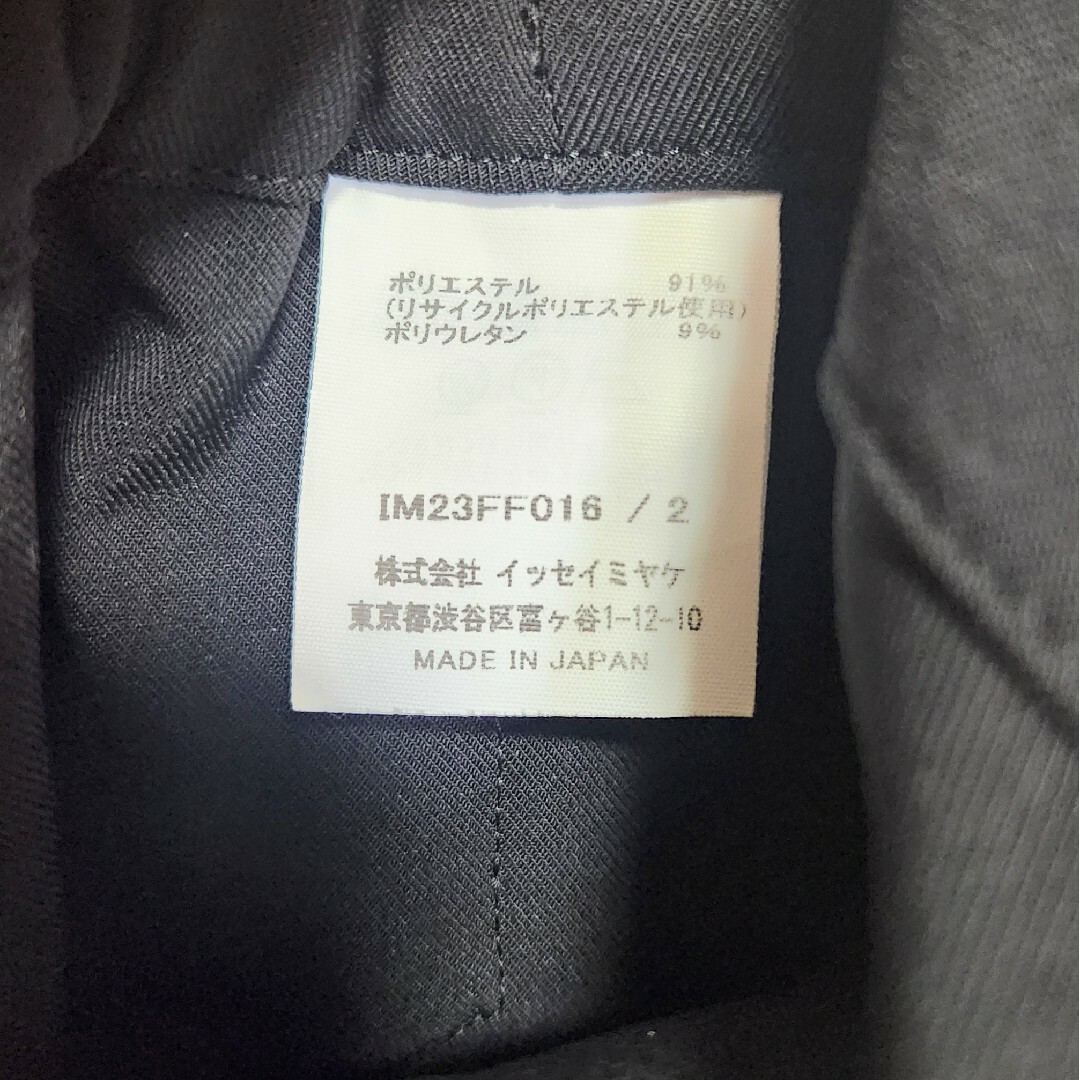 ポリエステル 91%
(リサイクルポリエステル使用)
ポリウレタン 9%
IM23FF016 / 2
株式会社 イッセイミヤケ
東京都渋谷区富ヶ谷1-12-10
MADE IN JAPAN